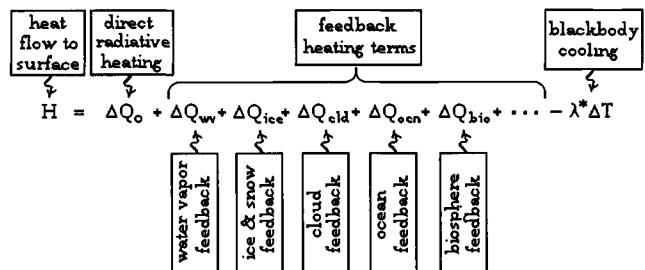 heat
flow to
surface
direct
radiative
heating
feedback
heating terms
blackbody
cooling
H = ΔQo + ΔQwv + ΔQice + ΔQcld + ΔQocn + ΔQbio + ··· − λ*ΔT
water vapor
feedback
ice & snow
feedback
cloud
feedback
ocean
feedback
biosphere
feedback